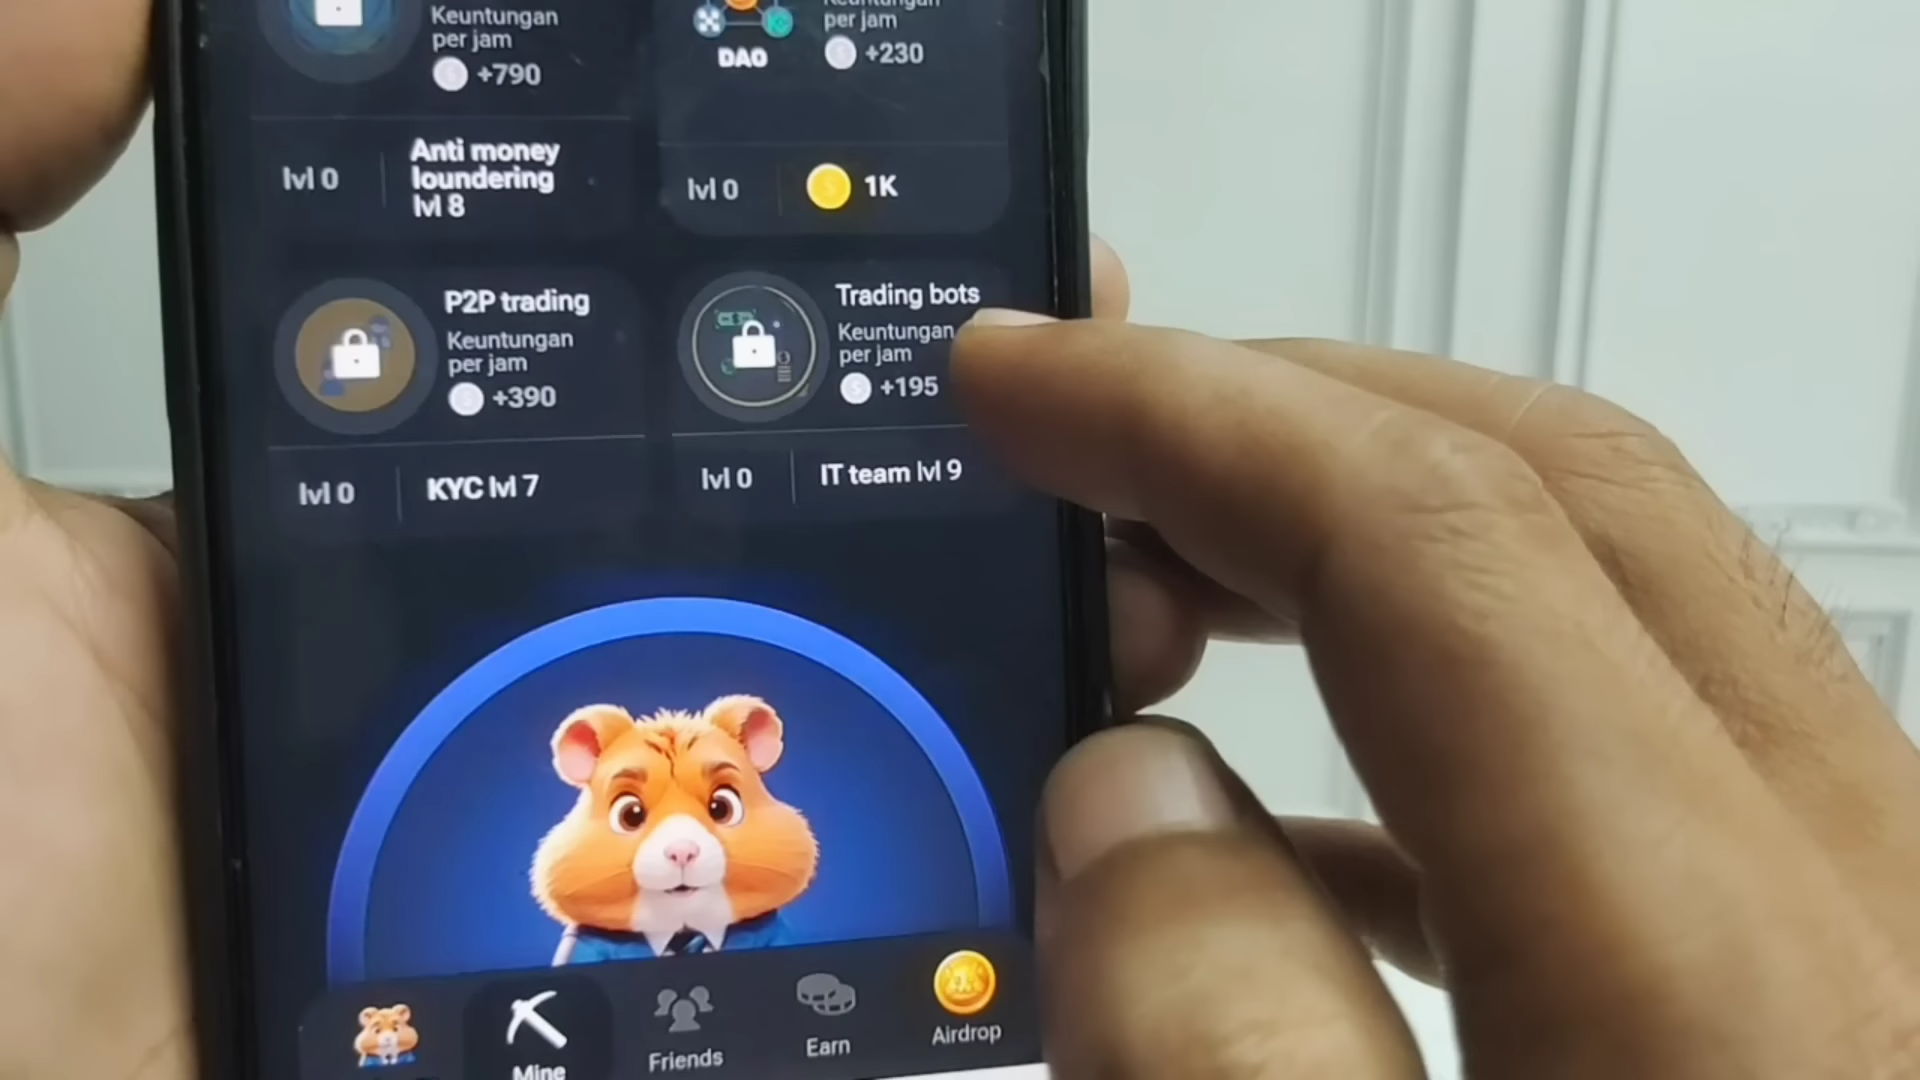 Keuntungan
per jam
+790
Anti money
loundering
lvl 8
lvl 0
Keuntungan
per jam
+230
DAO
lvl 0
1K
P2P trading
Keuntungan
per jam
+390
lvl 0
KYC lvl 7
Trading bots
Keuntungan
per jam
+195
lvl 0
IT team lvl 9
Mine
Friends
Earn
Airdrop